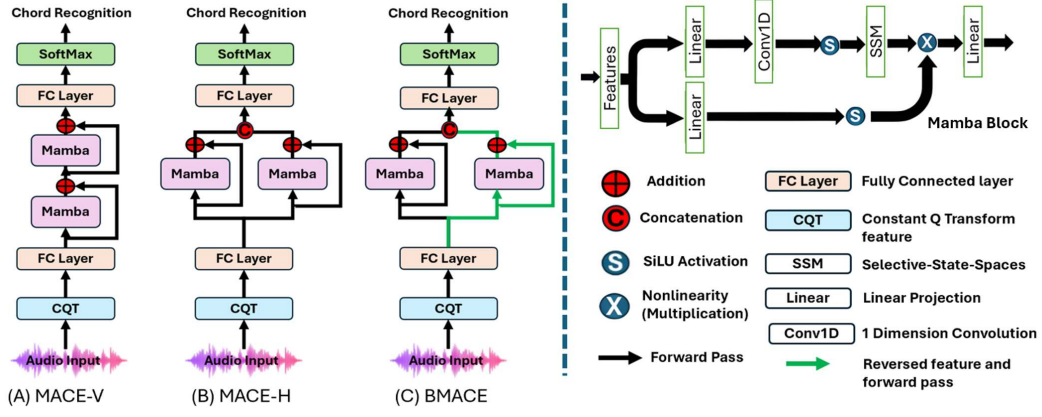 Chord Recognition
SoftMax
FC Layer
Mamba
Mamba
FC Layer
CQT
Audio Input
(A) MACE-V
Chord Recognition
SoftMax
FC Layer
C
Mamba
Mamba
FC Layer
CQT
Audio Input
(B) MACE-H
Chord Recognition
SoftMax
FC Layer
C
Mamba
Mamba
FC Layer
CQT
Audio Input
(C) BMACE
Features
Linear
Conv1D
S
SSM
X
Linear
Linear
S
Mamba Block
Addition
C
Concatenation
S
SiLU Activation
X
Nonlinearity
(Multiplication)
Forward Pass
FC Layer
Fully Connected layer
CQT
Constant Q Transform
feature
SSM
Selective-State-Spaces
Linear
Linear Projection
Conv1D
1 Dimension Convolution
Reversed feature and
forward pass